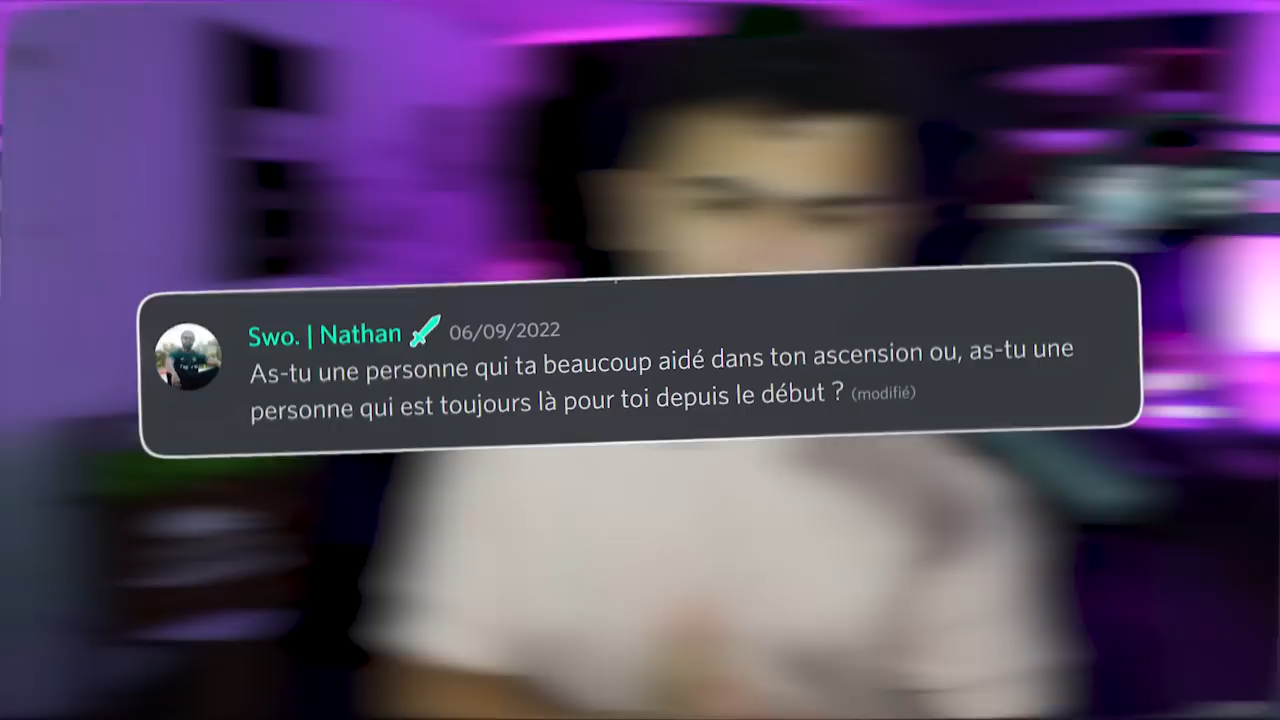 Swo. | Nathan 06/09/2022
As-tu une personne qui ta beaucoup aidé dans ton ascension ou, as-tu une
personne qui est toujours là pour toi depuis le début ? (modifié)